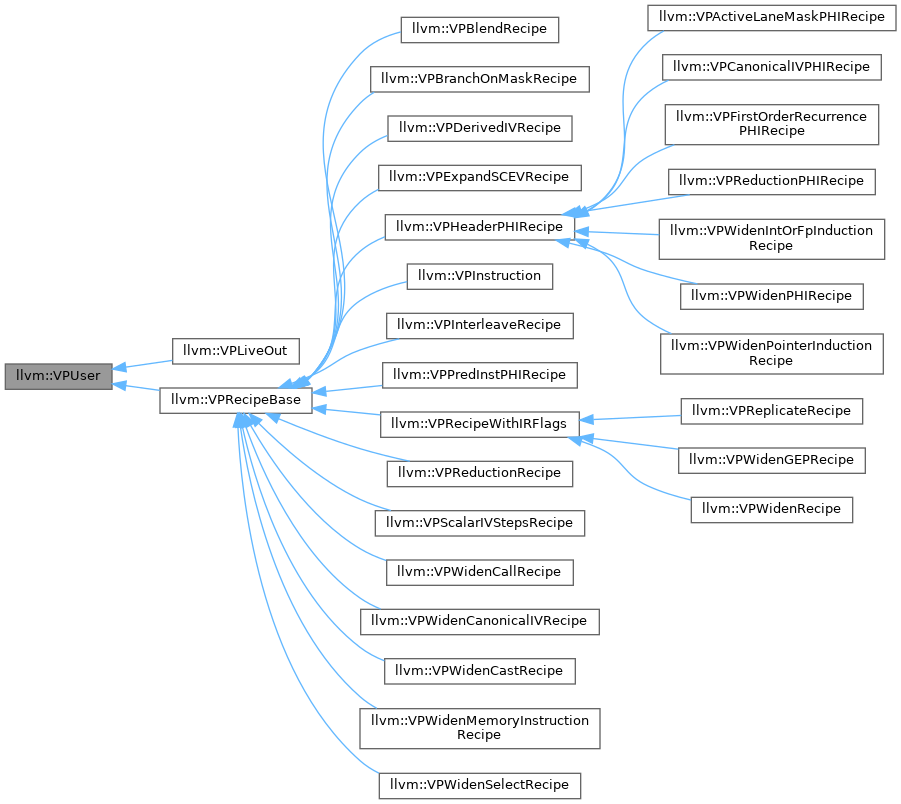 llvm::VPUser
llvm::VPLiveOut
llvm::VPRecipeBase
llvm::VPBlendRecipe
llvm::VPBranchOnMaskRecipe
llvm::VPDerivedIVRecipe
llvm::VPExpandSCEVRecipe
llvm::VPHeaderPHIRecipe
llvm::VPInstruction
llvm::VPInterleaveRecipe
llvm::VPPredInstPHIRecipe
llvm::VPRecipeWithIRFlags
llvm::VPReductionRecipe
llvm::VPScalarIVStepsRecipe
llvm::VPWidenCallRecipe
llvm::VPWidenCanonicalIVRecipe
llvm::VPWidenCastRecipe
llvm::VPWidenMemoryInstruction
Recipe
llvm::VPWidenSelectRecipe
llvm::VPActiveLaneMaskPHIRecipe
llvm::VPCanonicalIVPHIRecipe
llvm::VPFirstOrderRecurrence
PHIRecipe
llvm::VPReductionPHIRecipe
llvm::VPWidenIntOrFpInduction
Recipe
llvm::VPWidenPHIRecipe
llvm::VPWidenPointerInduction
Recipe
llvm::VPReplicateRecipe
llvm::VPWidenGEPRecipe
llvm::VPWidenRecipe